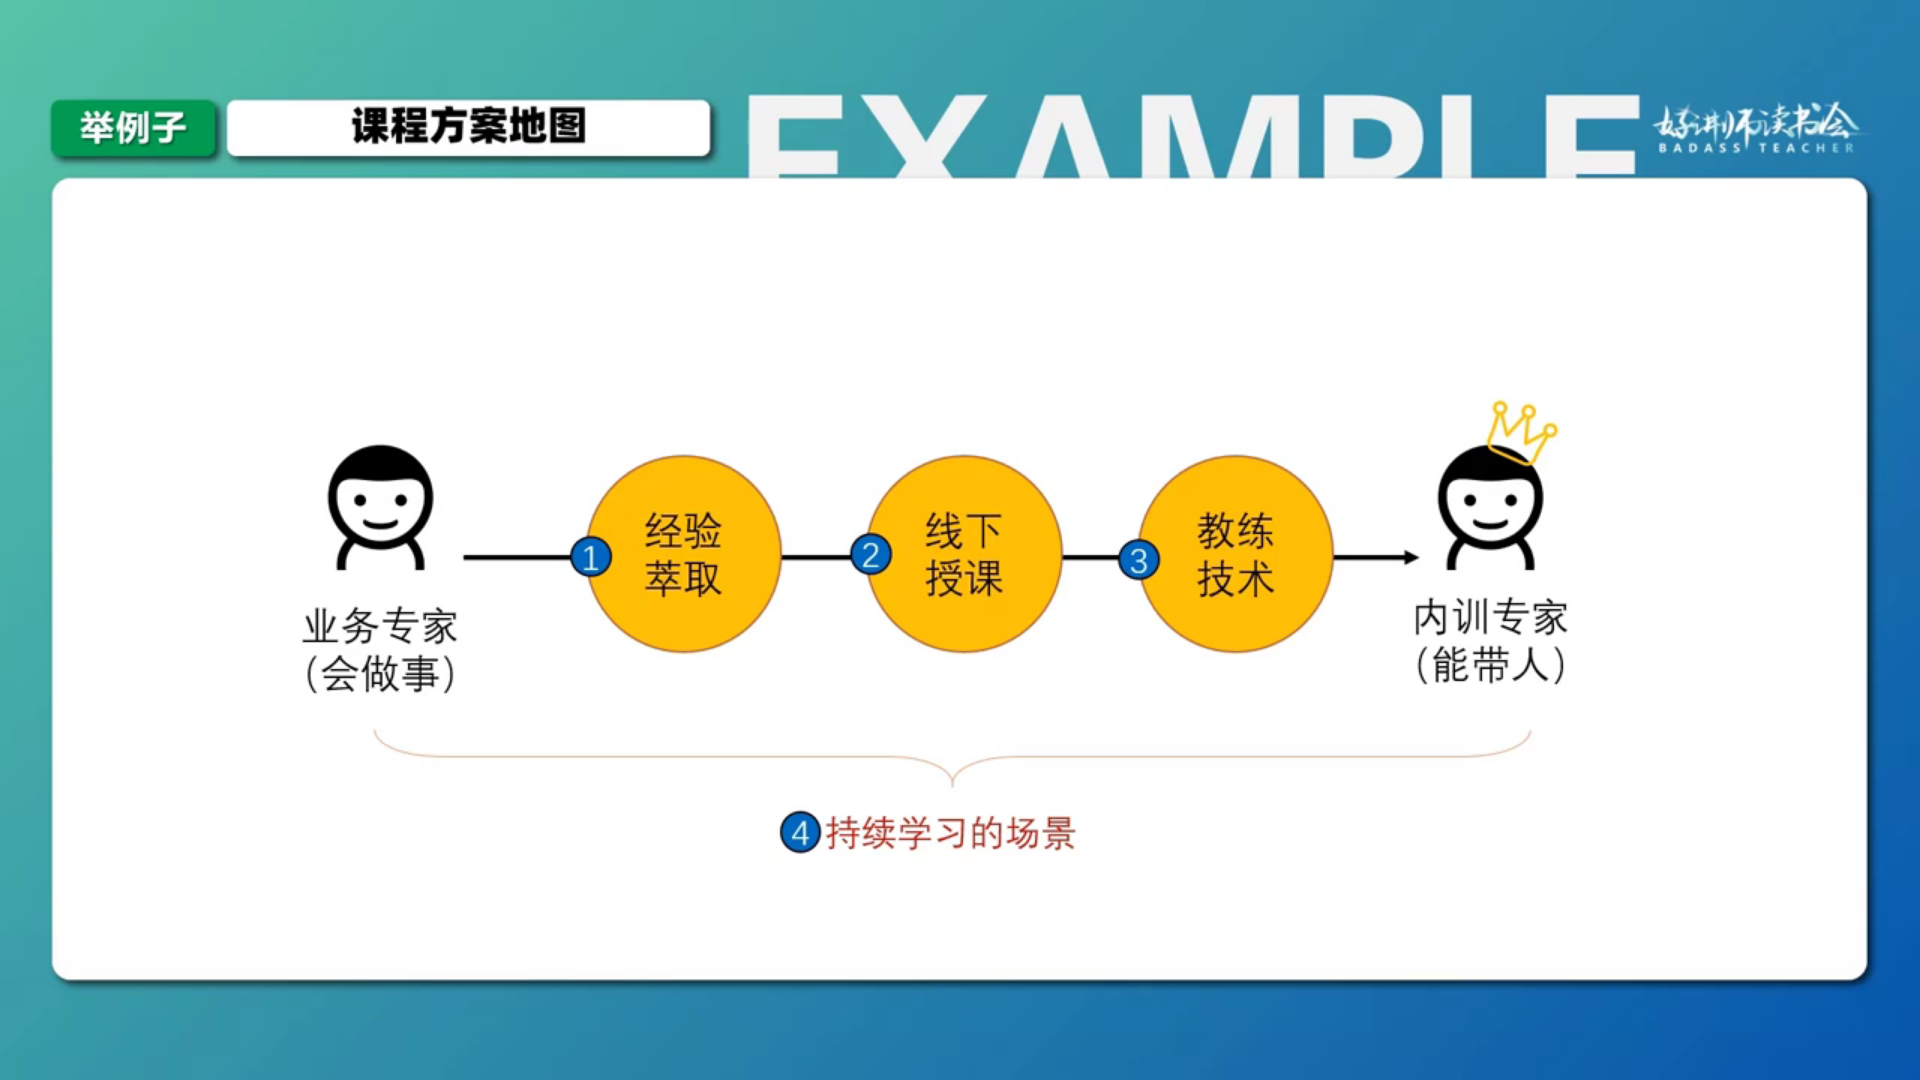 举例子
课程方案地图
EXAMPLE
好讲师读书会
BADASS TEACHER
1
经验
萃取
2
线下
授课
3
教练
技术
业务专家
（会做事）
内训专家
（能带人）
4 持续学习的场景